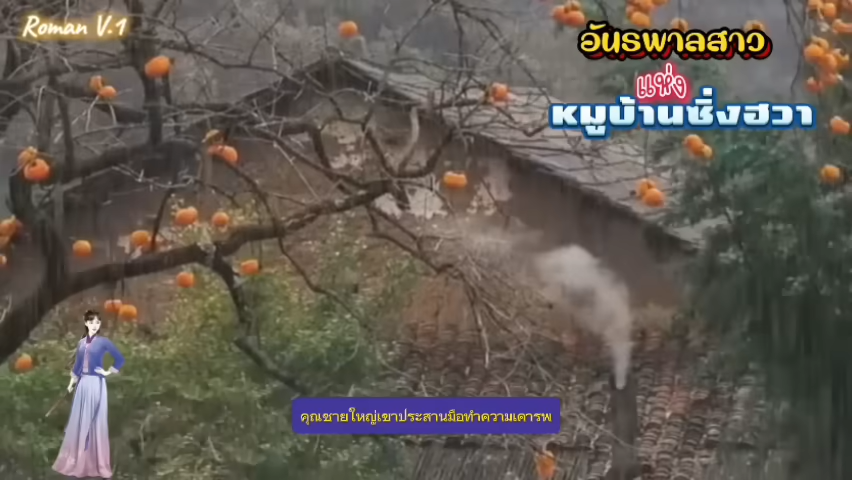 Roman V.1
อันธพาลสาว
แห่ง
หมู่บ้านซิ่งฮวา
คุณชายใหญ่เขาประสานมือทำความเคารพ